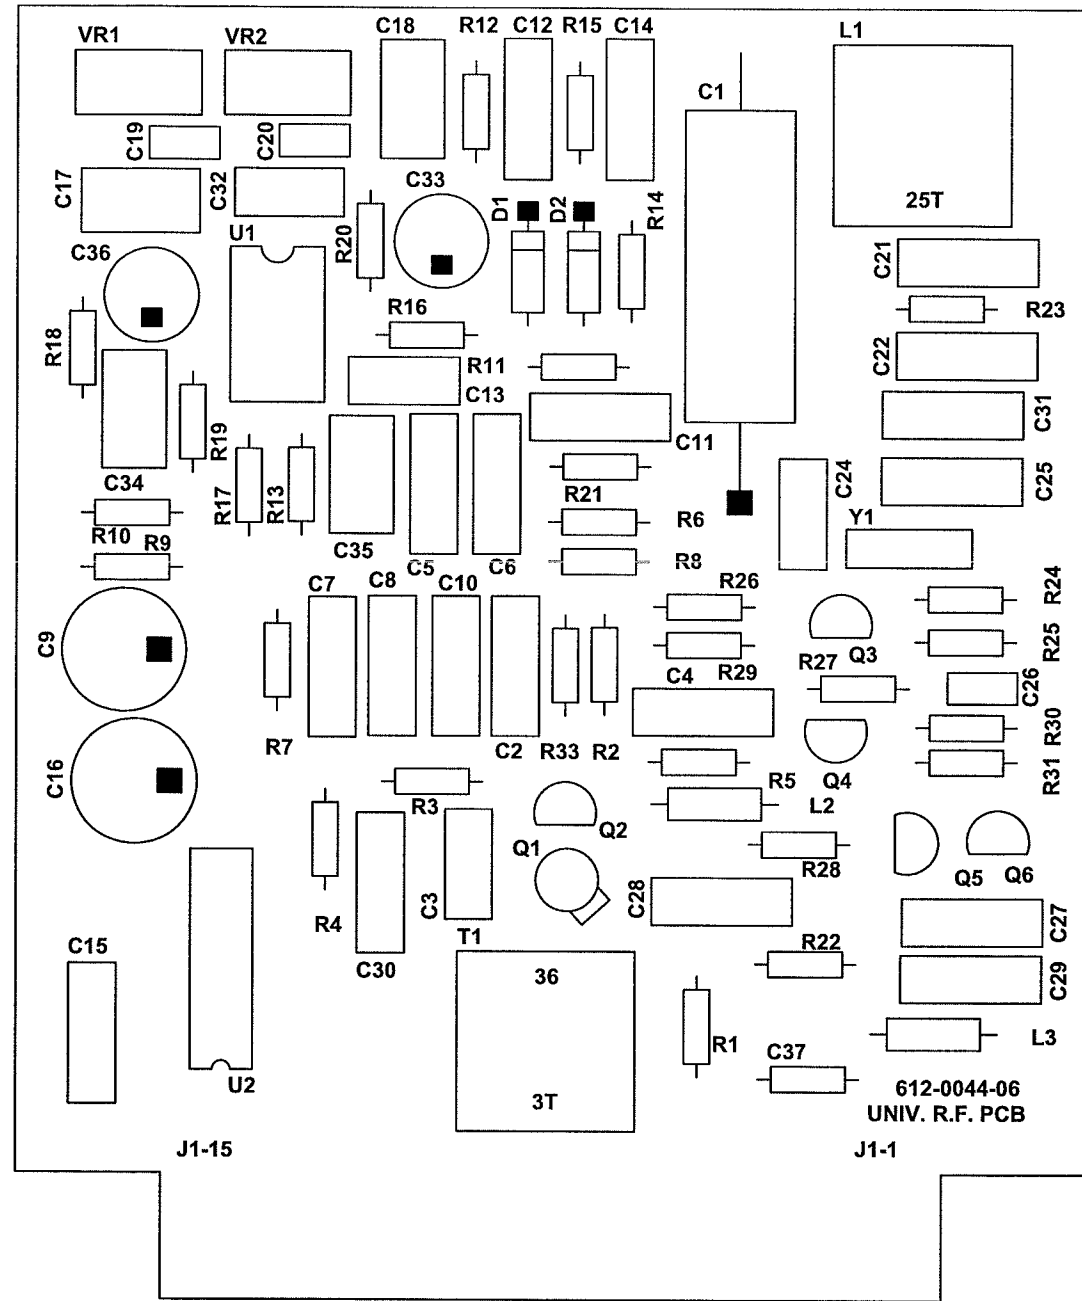 VR1
VR2
C18
R12
C12
R15
C14
L1
C1
C19
C20
C17
C32
C33
25T
U1
R20
D1
D2
R14
C36
C21
R16
R23
R18
R11
C22
C13
C31
R19
C11
C34
R17
R13
R21
C24
C25
R10
R9
C35
C5
C6
R6
Y1
R8
C7
C8
C10
R26
R24
C9
R25
R27
Q3
C4
R29
C26
R7
C2
R33
R2
R30
C16
R3
R5
Q4
R31
L2
Q2
Q1
R28
Q5
Q6
C3
C28
R4
T1
C27
C15
C30
36
R22
C29
R1
L3
C37
U2
3T
612-0044-06
UNIV. R.F. PCB
J1-15
J1-1